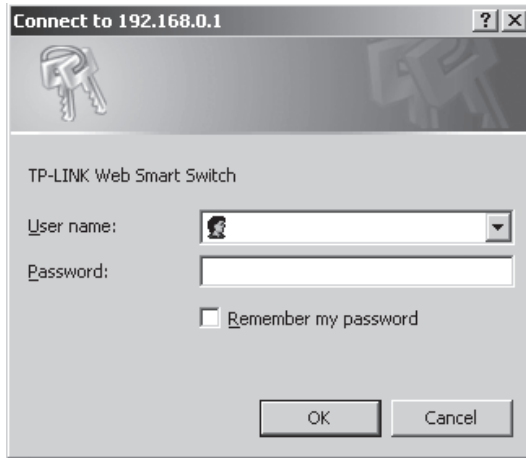 Connect to 192.168.0.1
? X
TP-LINK Web Smart Switch
User name:
Password:
Remember my password
OK Cancel